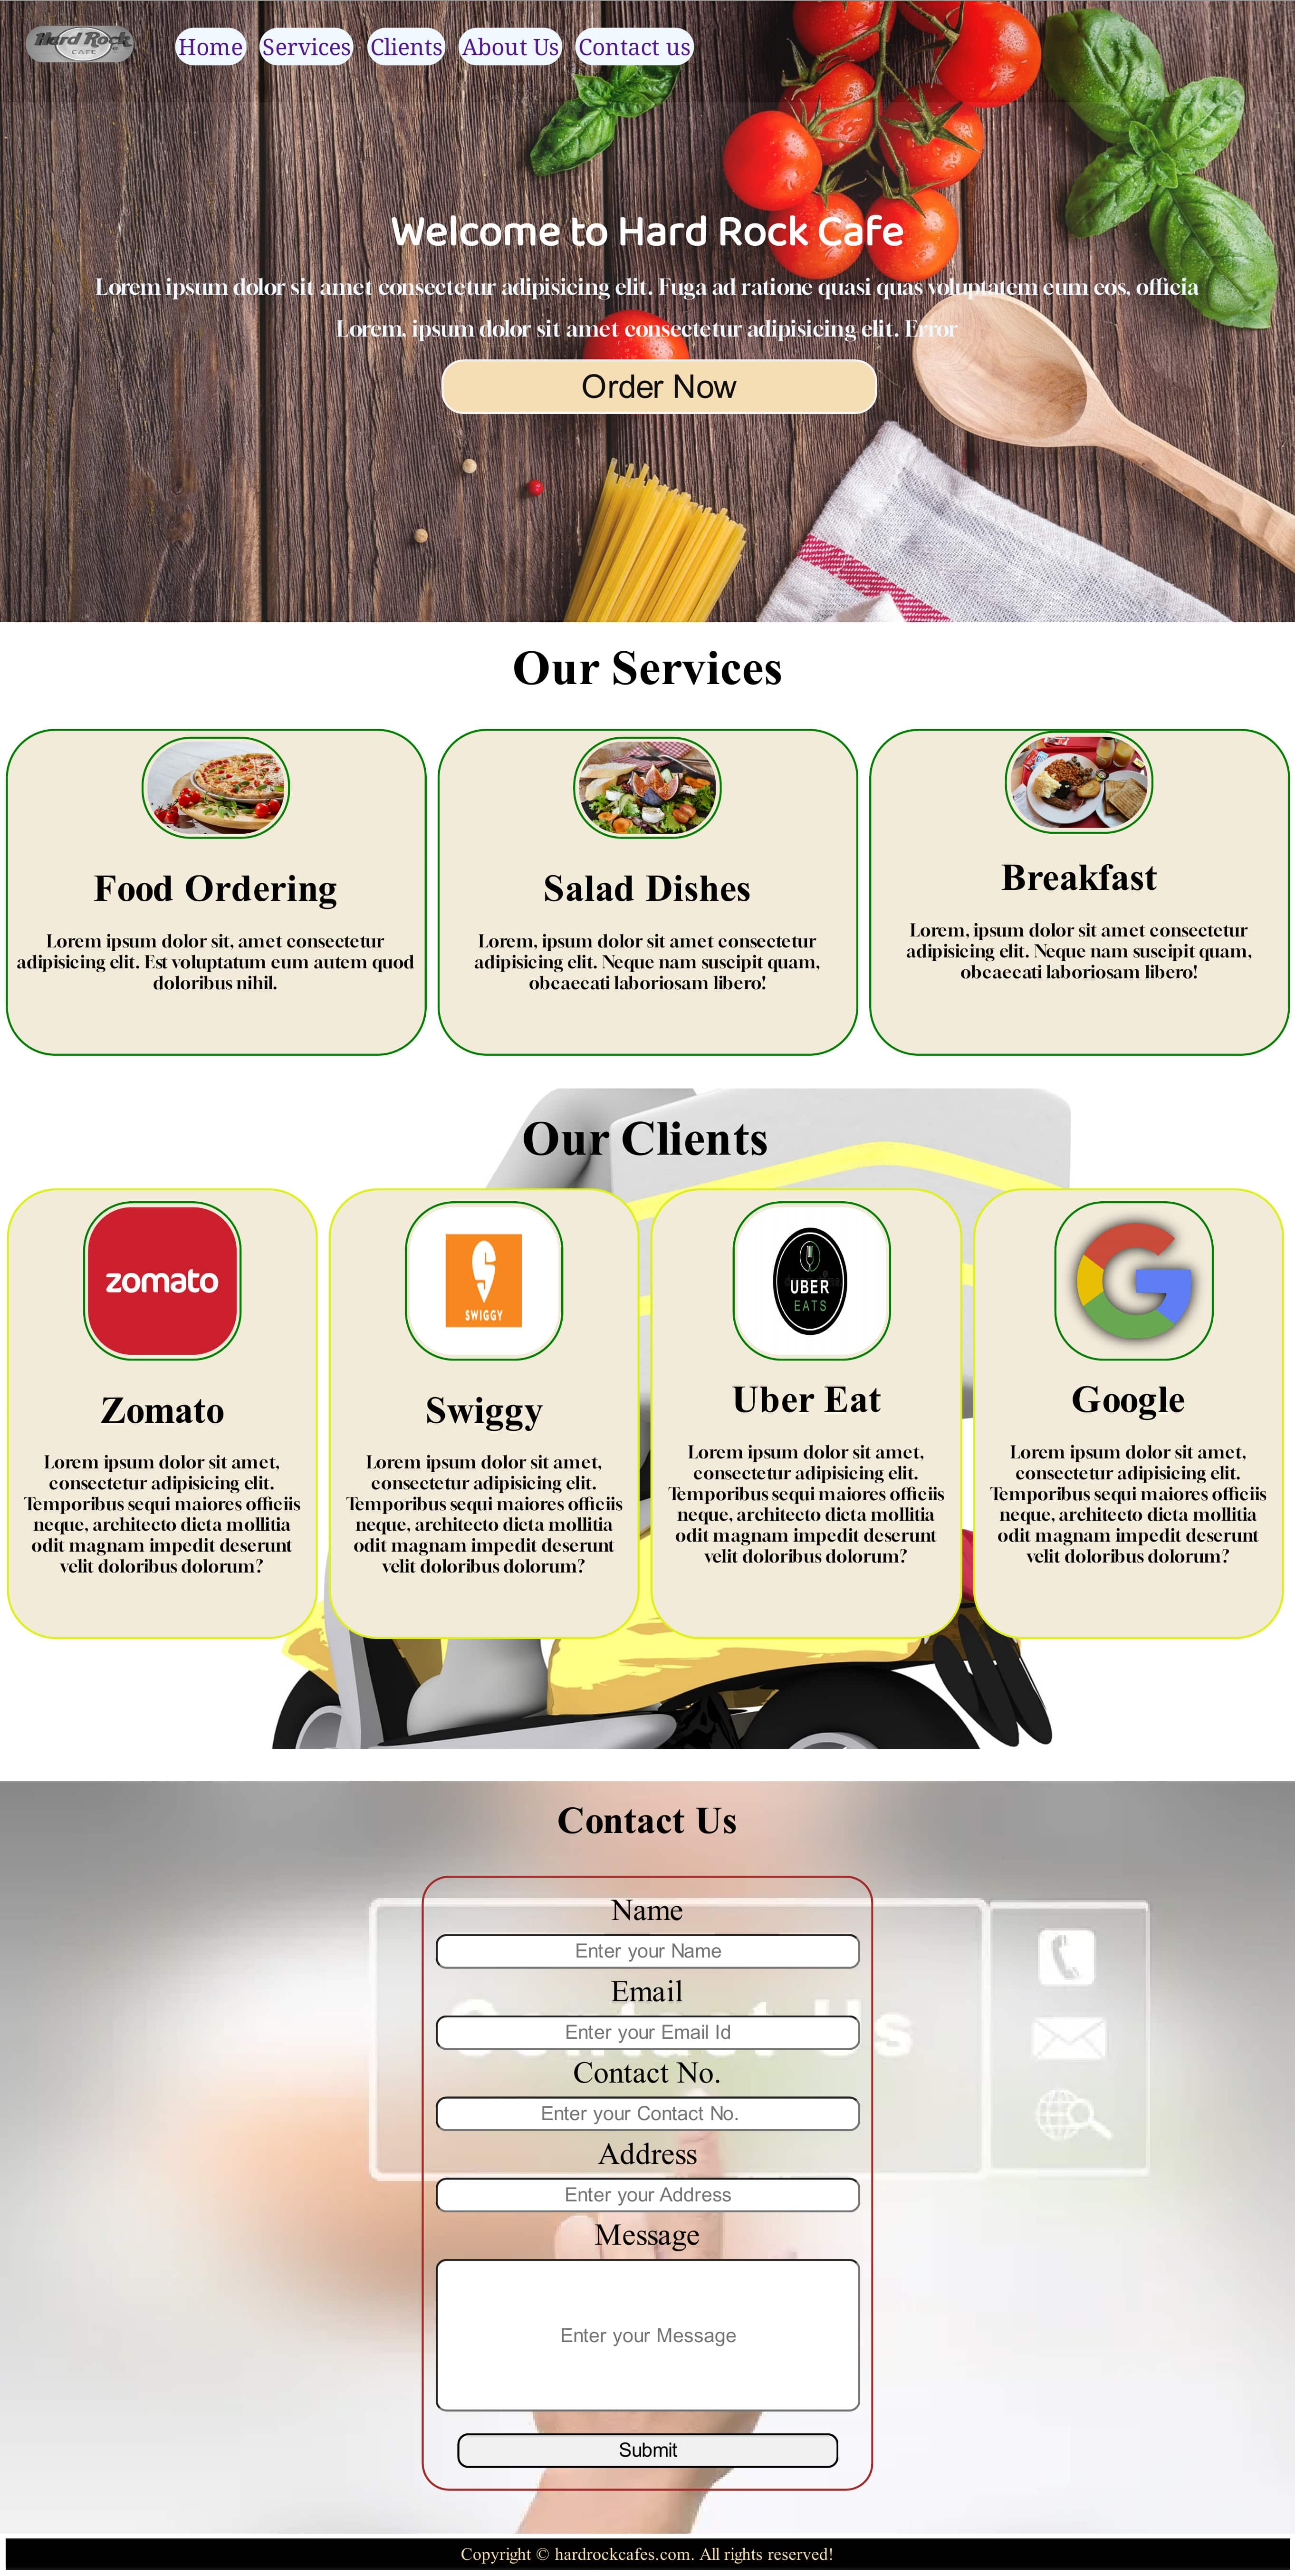 Hard Rock
CAFE
Home Services Clients About Us Contact us
Welcome to Hard Rock Cafe
Lorem ipsum dolor sit amet consectetur adipisicing elit. Fuga ad ratione quasi quas voluptatem eum eos, officia
Lorem, ipsum dolor sit amet consectetur adipisicing elit. Error
Order Now
Our Services
Food Ordering
Lorem ipsum dolor sit, amet consectetur
adipisicing elit. Est voluptatum eum autem quod
doloribus nihil.
Salad Dishes
Lorem, ipsum dolor sit amet consectetur
adipisicing elit. Neque nam suscipit quam,
obcaecati laboriosam libero!
Breakfast
Lorem, ipsum dolor sit amet consectetur
adipisicing elit. Neque nam suscipit quam,
obcaecati laboriosam libero!
Our Clients
zomato
Zomato
Lorem ipsum dolor sit amet,
consectetur adipisicing elit.
Temporibus sequi maiores officiis
neque, architecto dicta mollitia
odit magnam impedit deserunt
velit doloribus dolorum?
SWIGGY
Swiggy
Lorem ipsum dolor sit amet,
consectetur adipisicing elit.
Temporibus sequi maiores officiis
neque, architecto dicta mollitia
odit magnam impedit deserunt
velit doloribus dolorum?
UBER
EATS
Uber Eat
Lorem ipsum dolor sit amet,
consectetur adipisicing elit.
Temporibus sequi maiores officiis
neque, architecto dicta mollitia
odit magnam impedit deserunt
velit doloribus dolorum?
Google
Lorem ipsum dolor sit amet,
consectetur adipisicing elit.
Temporibus sequi maiores officiis
neque, architecto dicta mollitia
odit magnam impedit deserunt
velit doloribus dolorum?
Contact Us
Name
Enter your Name
Email
Contact Us
Enter your Email Id
Contact No.
Enter your Contact No.
Address
Enter your Address
Message
Enter your Message
Submit
Copyright © hardrockcafes.com. All rights reserved!